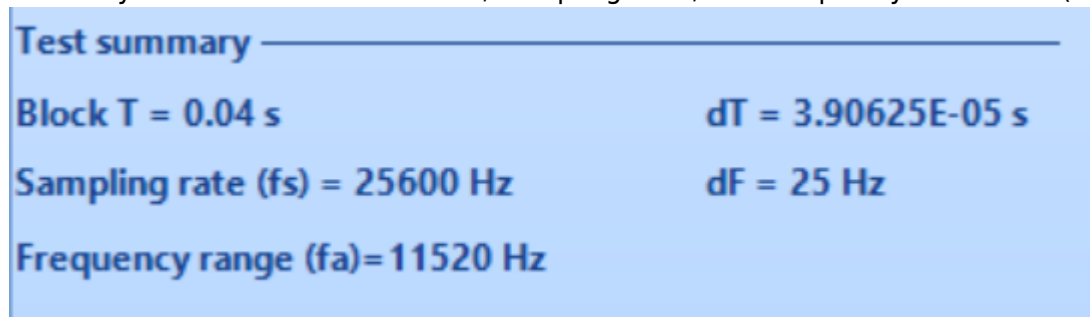 Test summary
Block T = 0.04 s dT = 3.90625E-05 s
Sampling rate (fs) = 25600 Hz dF = 25 Hz
Frequency range (fa)=11520 Hz